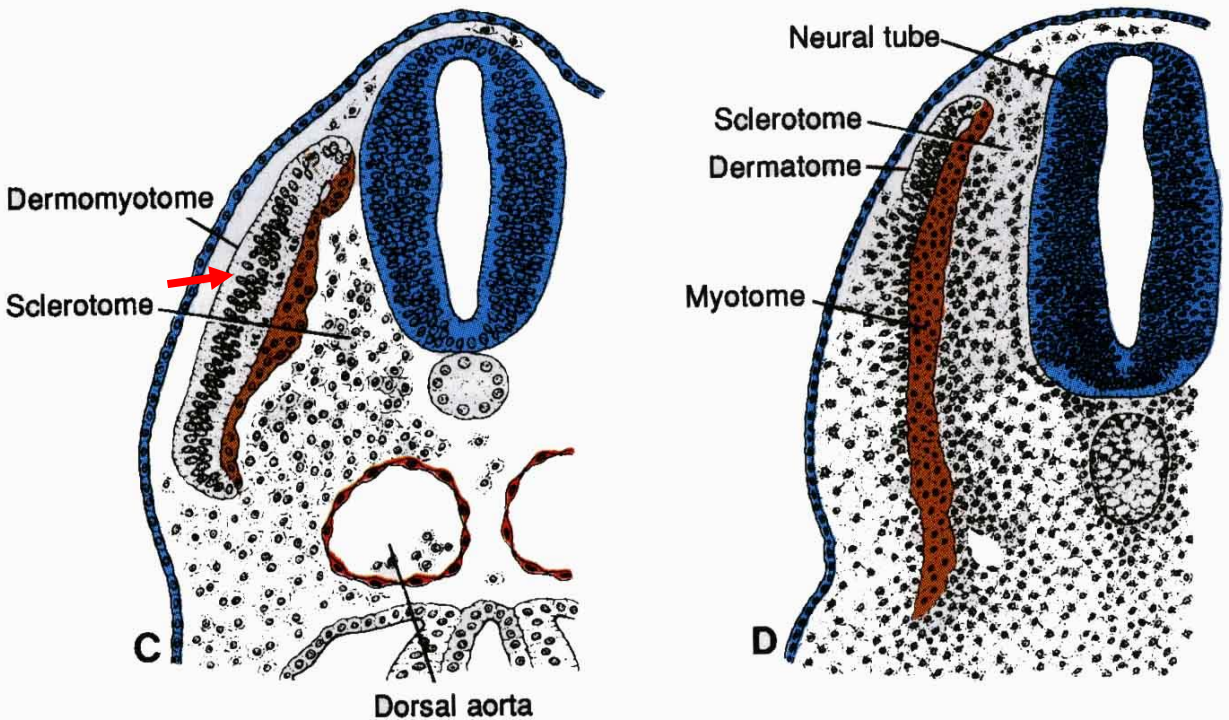 Dermomyotome
Sclerotome
C
Dorsal aorta
Neural tube
Sclerotome
Dermatome
Myotome
D